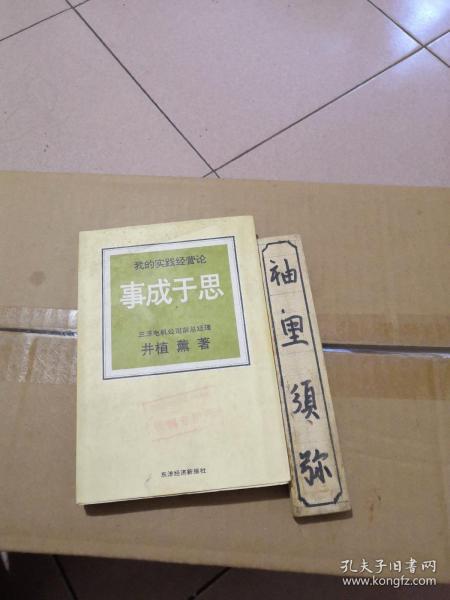 我的实践经营论
事成于思
三洋电机公司前总经理
井植 薰 著
东洋经济新报社
袖里須弥
孔夫子旧书网
www.kongfz.com